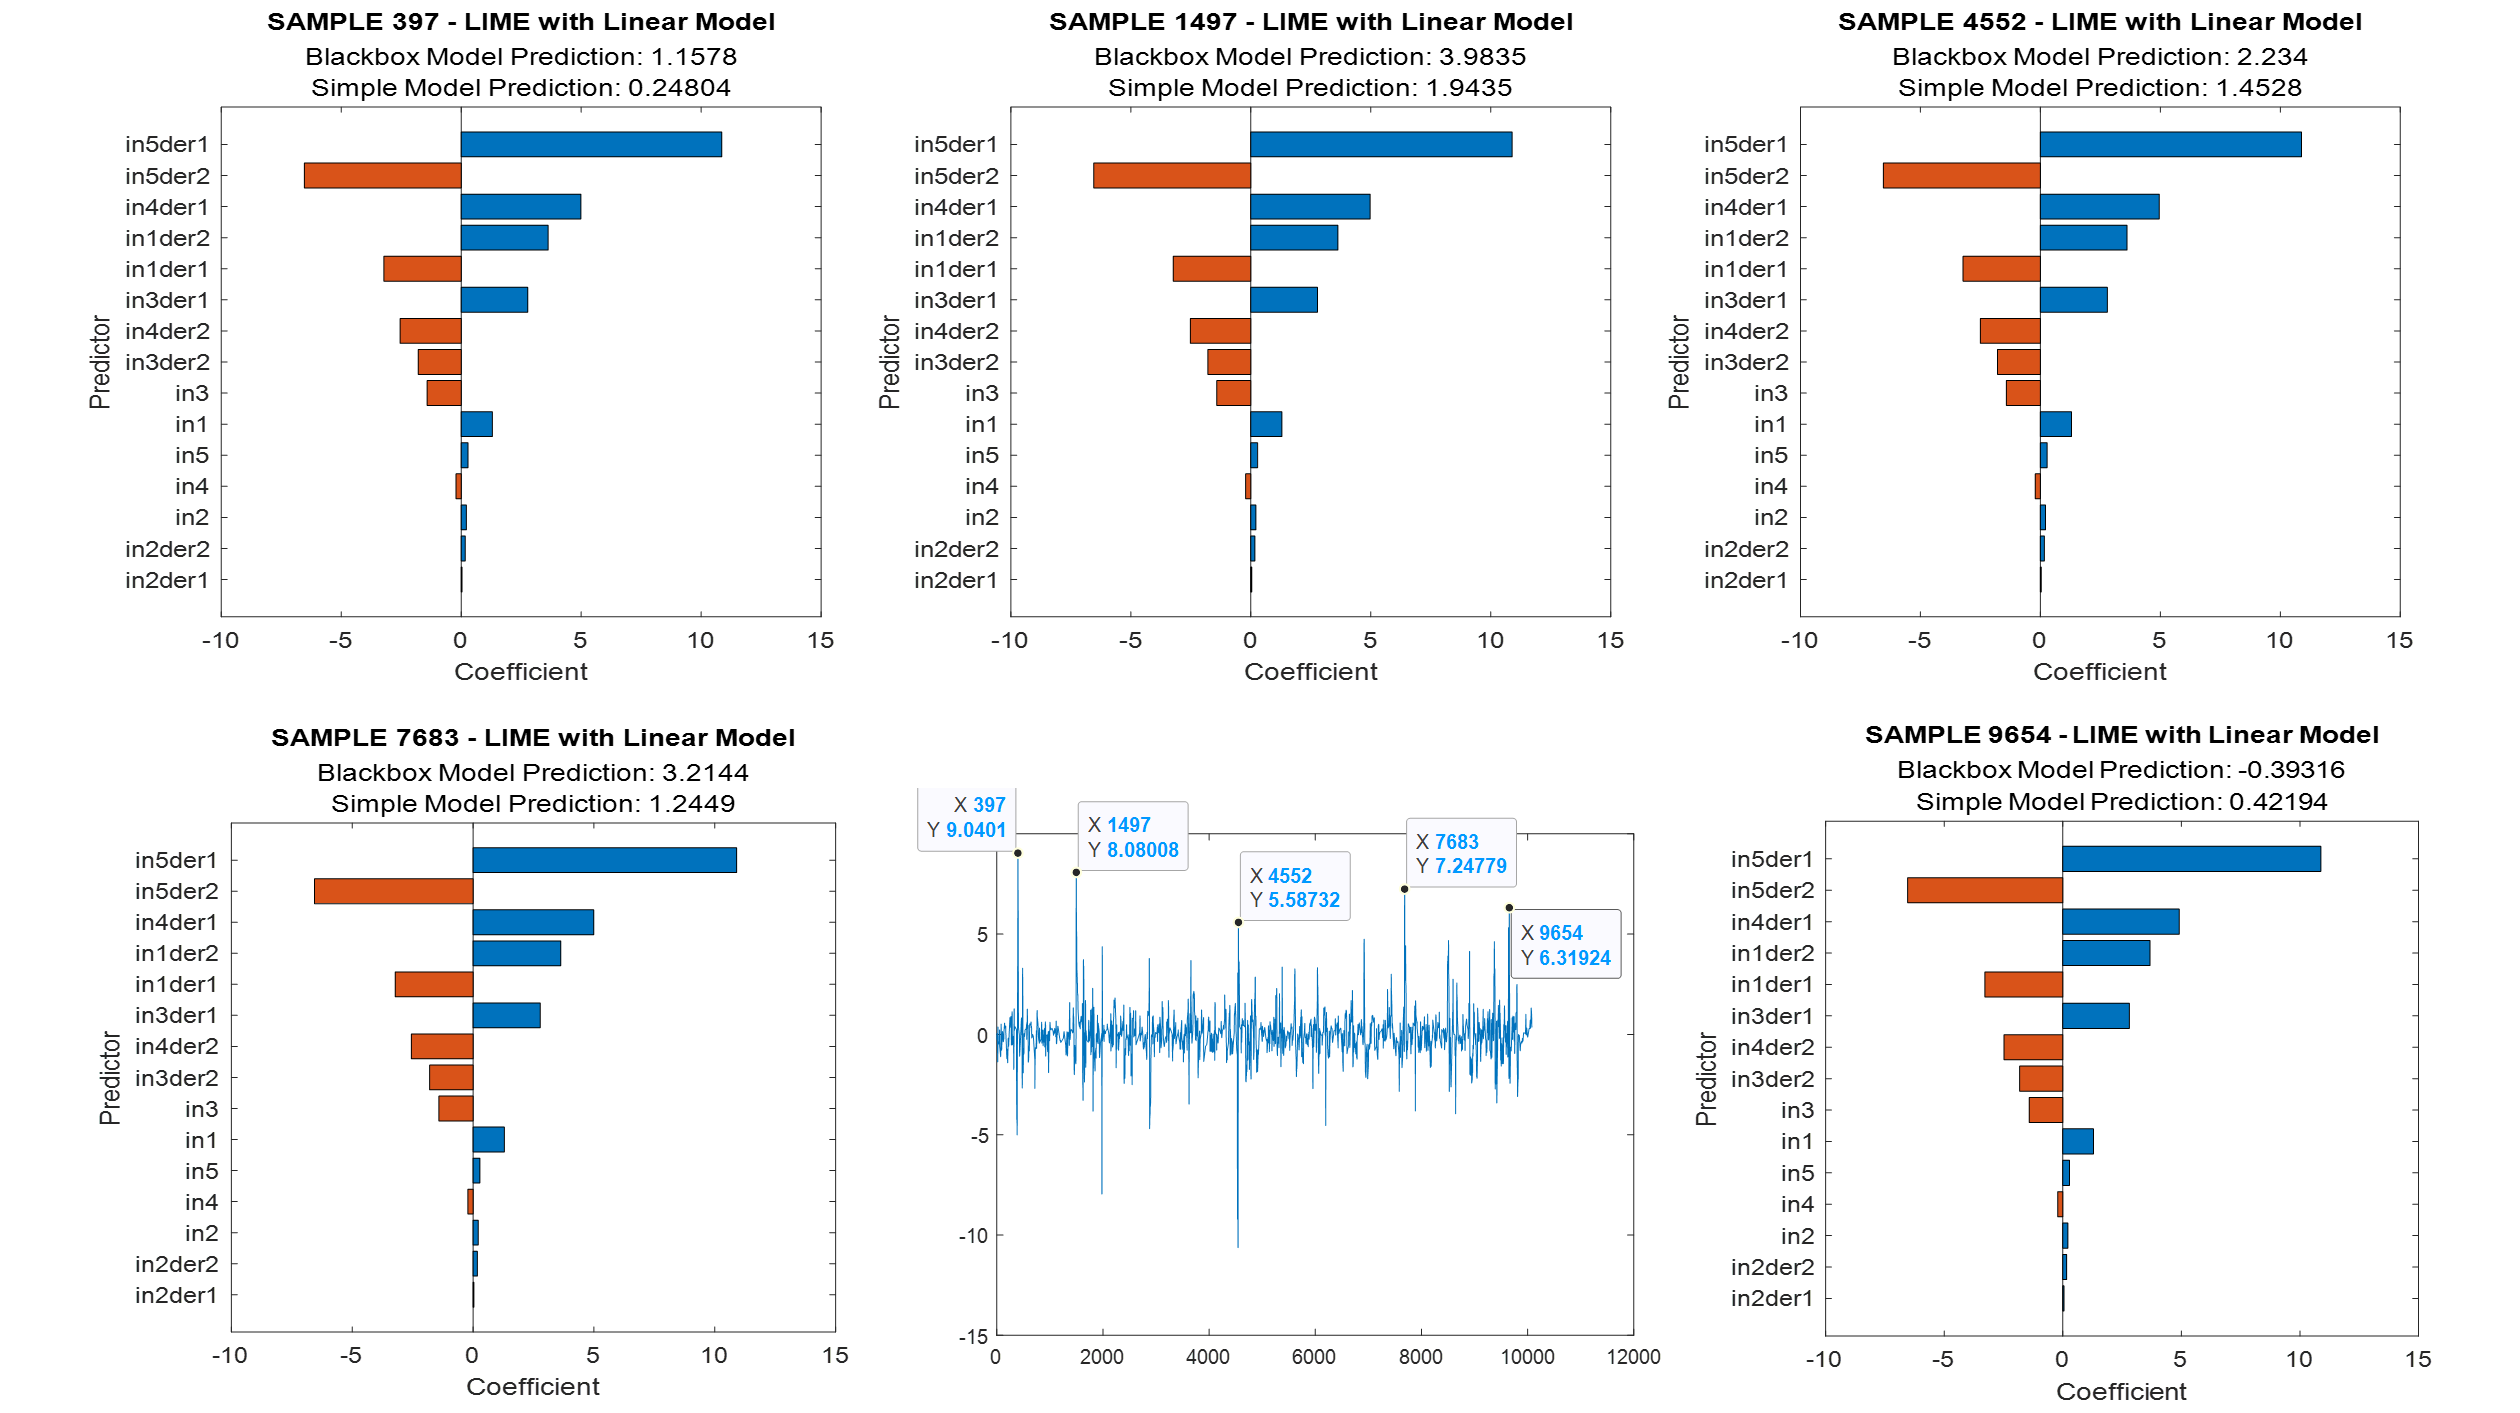 SAMPLE 397 - LIME with Linear Model
Blackbox Model Prediction: 1.1578
Simple Model Prediction: 0.24804
in5der1
in5der2
in4der1
in1der2
in1der1
in3der1
in4der2
in3der2
in3
in1
in5
in4
in2
in2der2
in2der1
Predictor
-10 -5 0 5 10 15
Coefficient
SAMPLE 1497 - LIME with Linear Model
Blackbox Model Prediction: 3.9835
Simple Model Prediction: 1.9435
in5der1
in5der2
in4der1
in1der2
in1der1
in3der1
in4der2
in3der2
in3
in1
in5
in4
in2
in2der2
in2der1
Predictor
-10 -5 0 5 10 15
Coefficient
SAMPLE 4552 - LIME with Linear Model
Blackbox Model Prediction: 2.234
Simple Model Prediction: 1.4528
in5der1
in5der2
in4der1
in1der2
in1der1
in3der1
in4der2
in3der2
in3
in1
in5
in4
in2
in2der2
in2der1
Predictor
-10 -5 0 5 10 15
Coefficient
SAMPLE 7683 - LIME with Linear Model
Blackbox Model Prediction: 3.2144
Simple Model Prediction: 1.2449
in5der1
in5der2
in4der1
in1der2
in1der1
in3der1
in4der2
in3der2
in3
in1
in5
in4
in2
in2der2
in2der1
Predictor
-10 -5 0 5 10 15
Coefficient
X 397
Y 9.0401
X 1497
Y 8.08008
X 4552
Y 5.58732
X 7683
Y 7.24779
X 9654
Y 6.31924
5
0
-5
-10
-15
0 2000 4000 6000 8000 10000 12000
SAMPLE 9654 - LIME with Linear Model
Blackbox Model Prediction: -0.39316
Simple Model Prediction: 0.42194
in5der1
in5der2
in4der1
in1der2
in1der1
in3der1
in4der2
in3der2
in3
in1
in5
in4
in2
in2der2
in2der1
Predictor
-10 -5 0 5 10 15
Coefficient